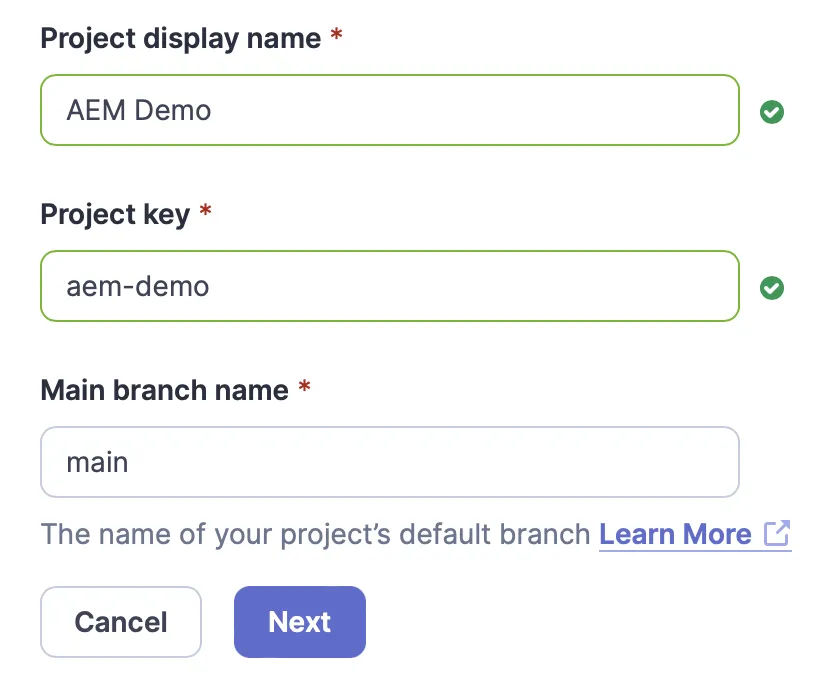 Project display name *
AEM Demo
Project key *
aem-demo
Main branch name *
main
The name of your project’s default branch Learn More
Cancel Next